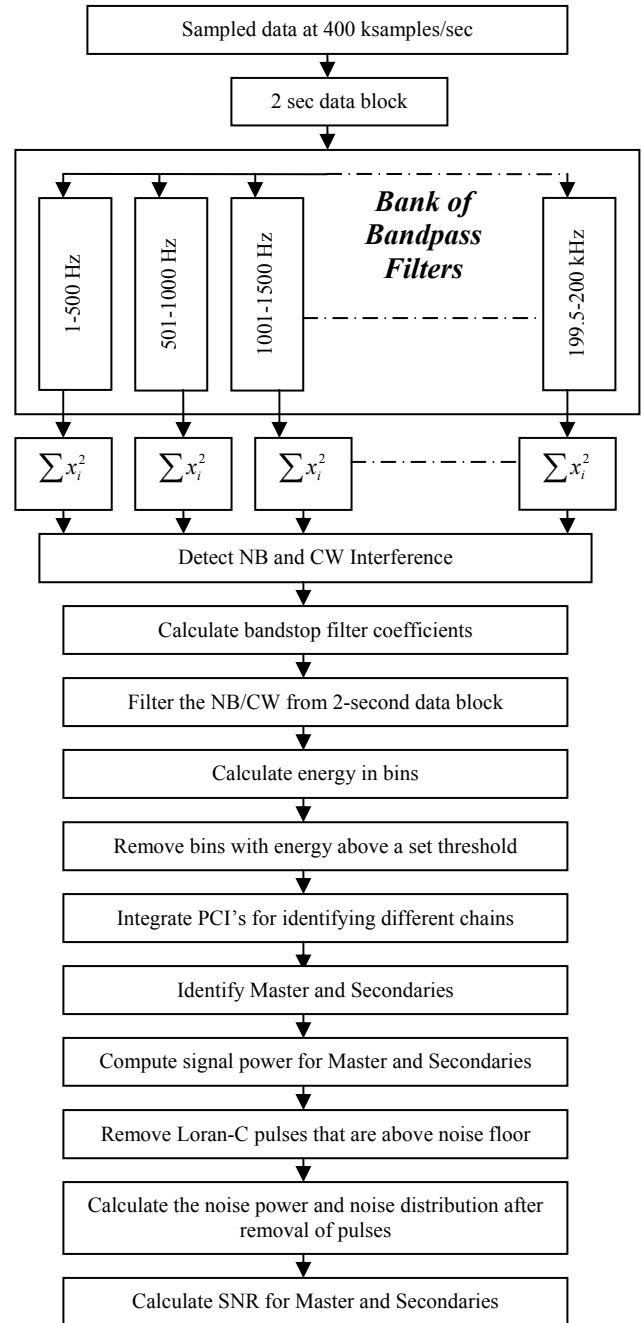 Sampled data at 400 ksamples/sec
2 sec data block
Bank of
Bandpass
Filters
1-500 Hz
501-1000 Hz
1001-1500 Hz
199.5-200 kHz
∑ x_i^2
∑ x_i^2
∑ x_i^2
∑ x_i^2
Detect NB and CW Interference
Calculate bandstop filter coefficients
Filter the NB/CW from 2-second data block
Calculate energy in bins
Remove bins with energy above a set threshold
Integrate PCI's for identifying different chains
Identify Master and Secondaries
Compute signal power for Master and Secondaries
Remove Loran-C pulses that are above noise floor
Calculate the noise power and noise distribution after
removal of pulses
Calculate SNR for Master and Secondaries